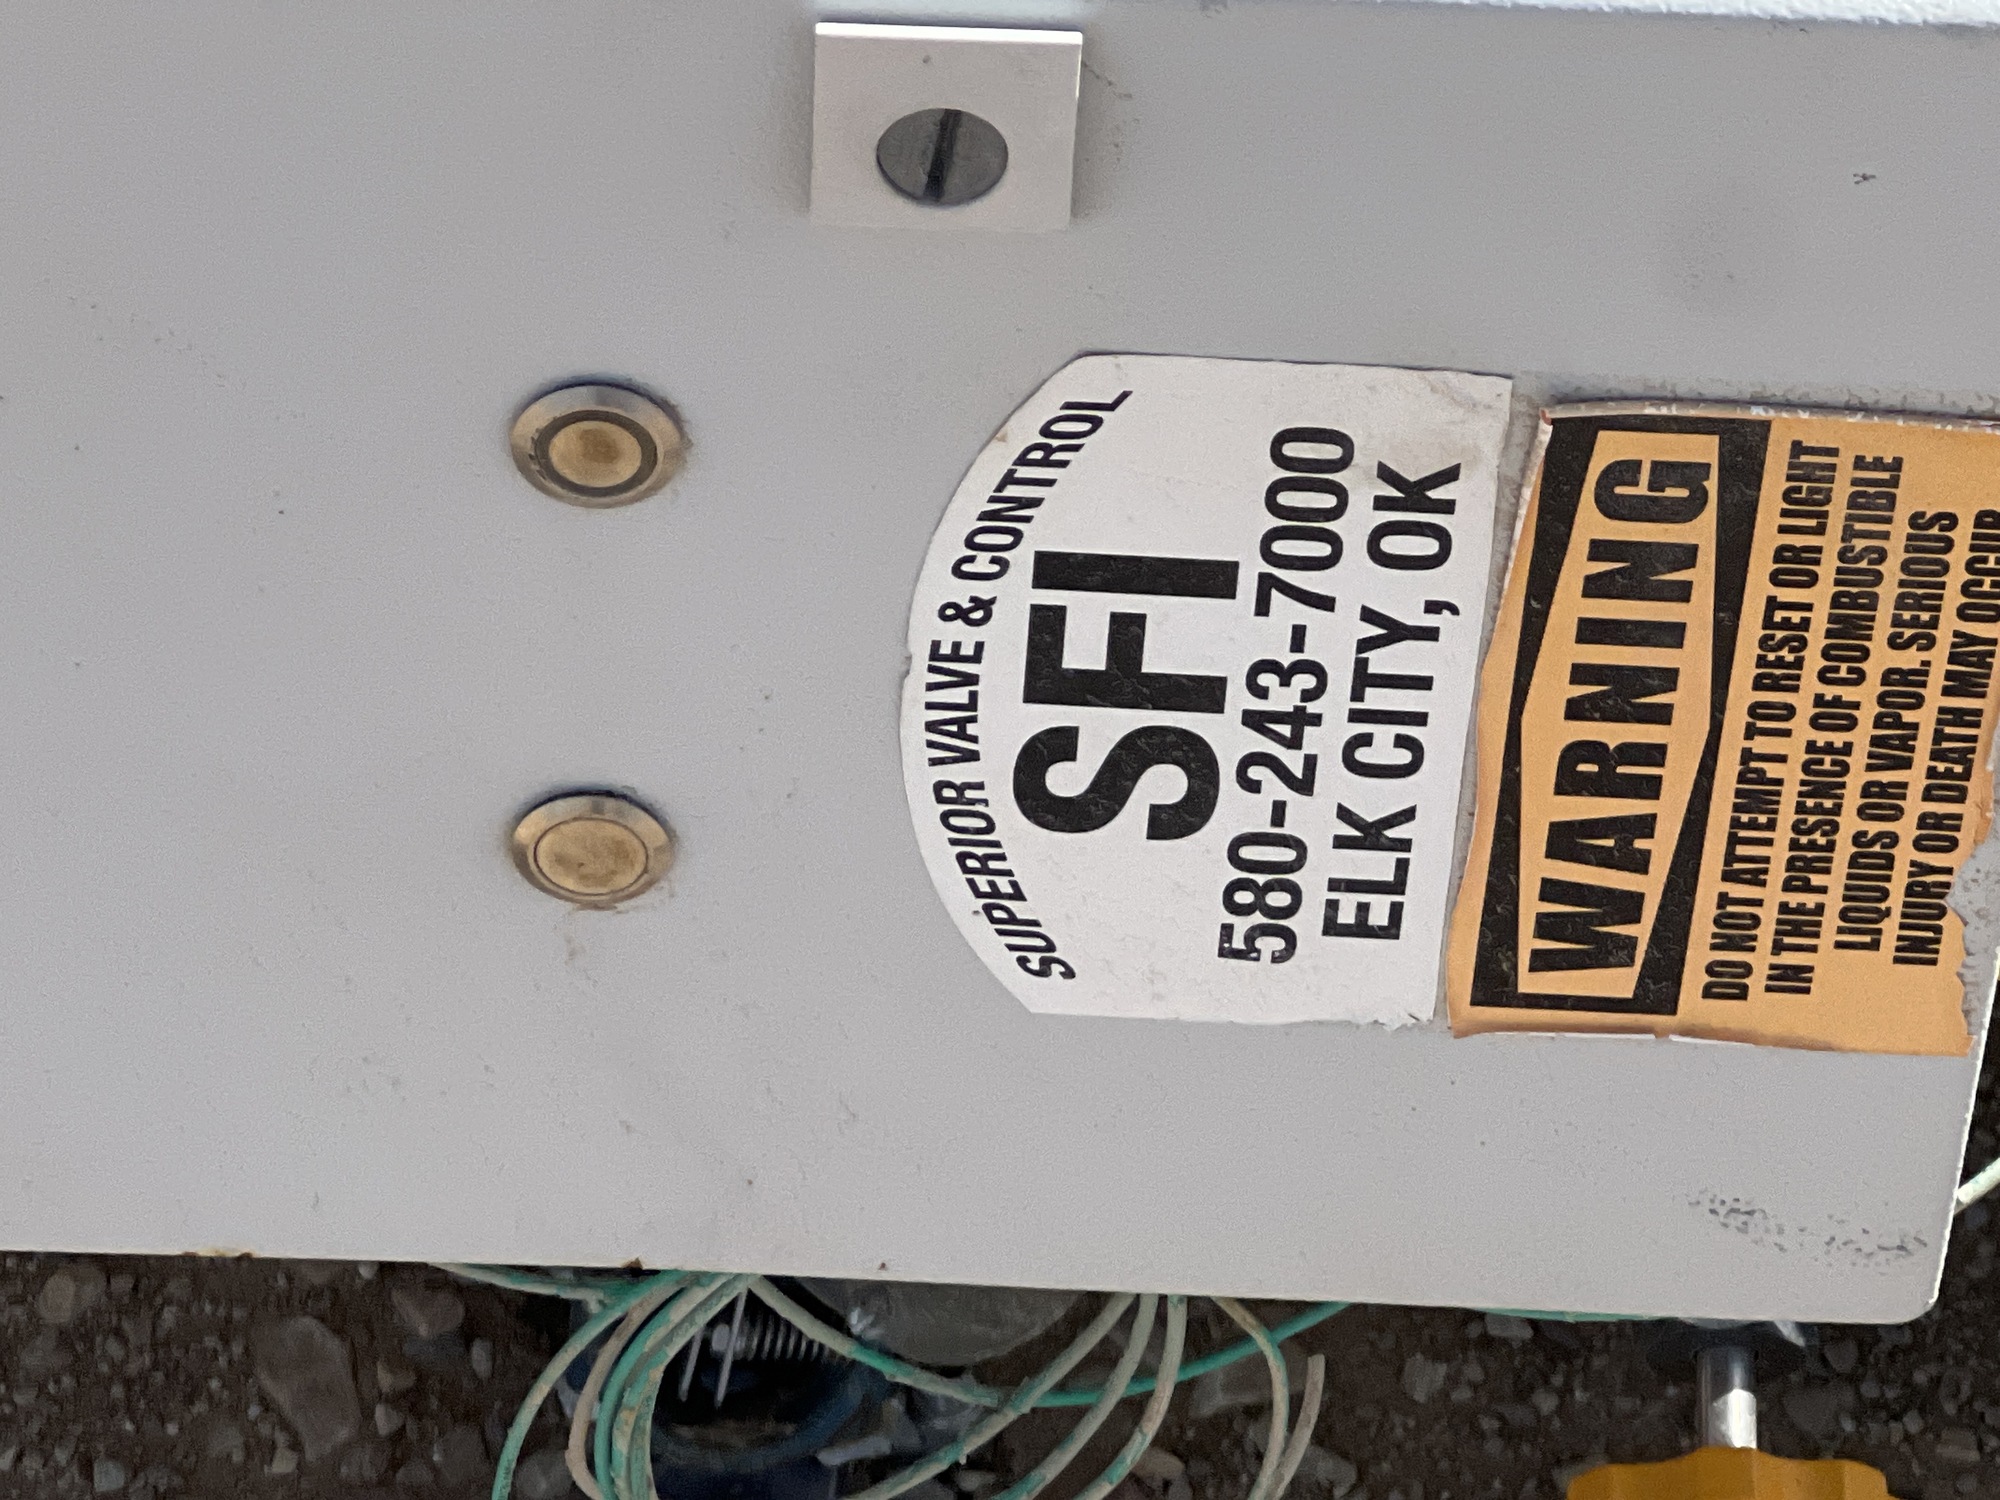 SUPERIOR VALVE & CONTROL
SFI
580-243-7000
ELK CITY, OK
WARNING
DO NOT ATTEMPT TO RESET OR LIGHT
IN THE PRESENCE OF COMBUSTIBLE
LIQUIDS OR VAPOR. SERIOUS
INJURY OR DEATH MAY OCCUR